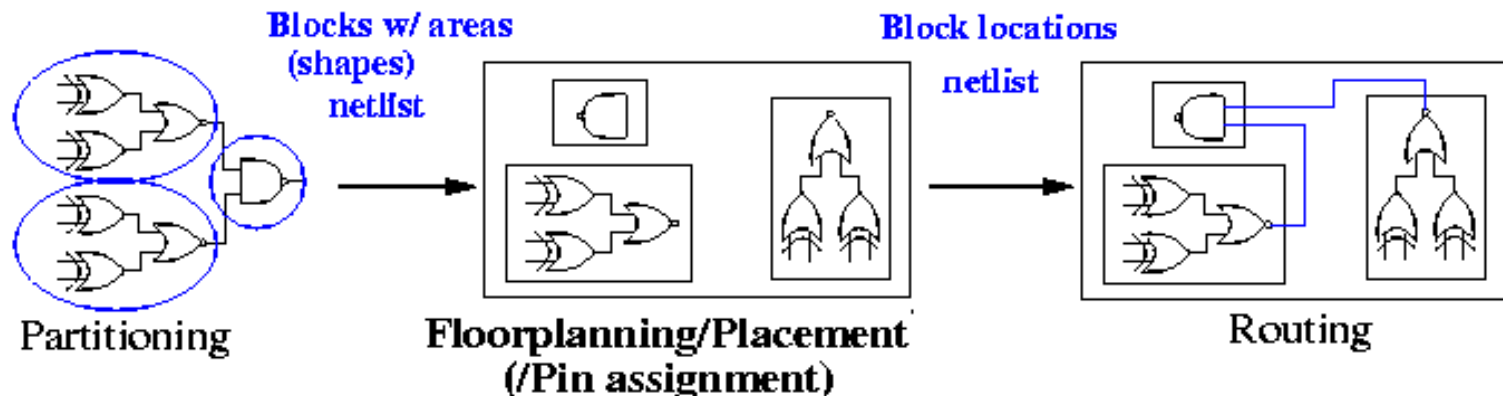 Blocks w/ areas
(shapes)
netlist
Block locations
netlist
Partitioning
Floorplanning/Placement
(/Pin assignment)
Routing